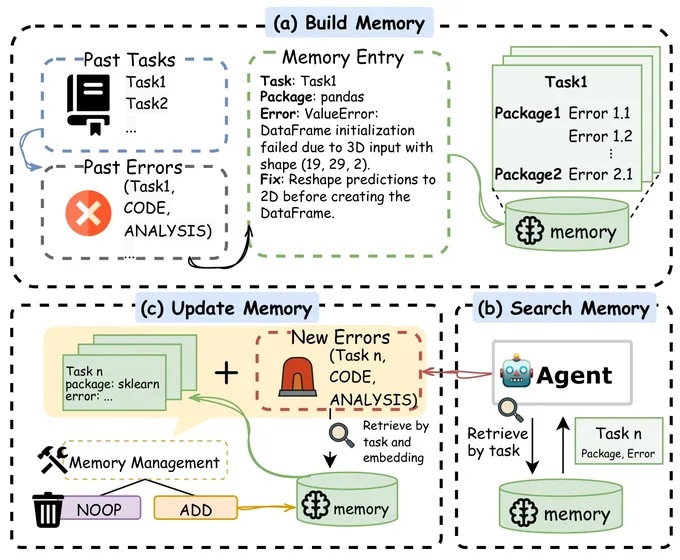 (a) Build Memory
Past Tasks
Task1
Task2
...
Past Errors
(Task1,
CODE,
ANALYSIS)
...
Memory Entry
Task: Task1
Package: pandas
Error: ValueError:
DataFrame initialization
failed due to 3D input with
shape (19, 29, 2).
Fix: Reshape predictions to
2D before creating the
DataFrame.
Task1
Package1 Error 1.1
Error 1.2
⋮
Package2 Error 2.1
memory
(c) Update Memory
Task n
package: sklearn
error: ...
+
New Errors
(Task n,
CODE,
ANALYSIS)
Retrieve by
task and
embedding
Memory Management
NOOP
ADD
memory
(b) Search Memory
Agent
Retrieve
by task
Task n
Package, Error
memory